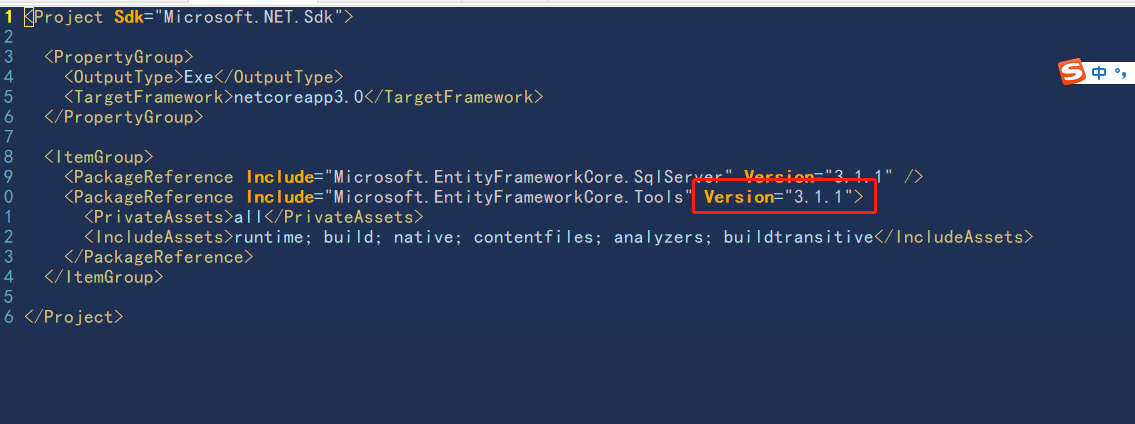 1 <Project Sdk="Microsoft.NET.Sdk">
2
3 <PropertyGroup>
4 <OutputType>Exe</OutputType>
5 <TargetFramework>netcoreapp3.0</TargetFramework>
6 </PropertyGroup>
7
8 <ItemGroup>
9 <PackageReference Include="Microsoft.EntityFrameworkCore.SqlServer" Version="3.1.1" />
0 <PackageReference Include="Microsoft.EntityFrameworkCore.Tools" Version="3.1.1">
1 <PrivateAssets>all</PrivateAssets>
2 <IncludeAssets>runtime; build; native; contentfiles; analyzers; buildtransitive</IncludeAssets>
3 </PackageReference>
4 </ItemGroup>
5
6 </Project>
S 中 °,